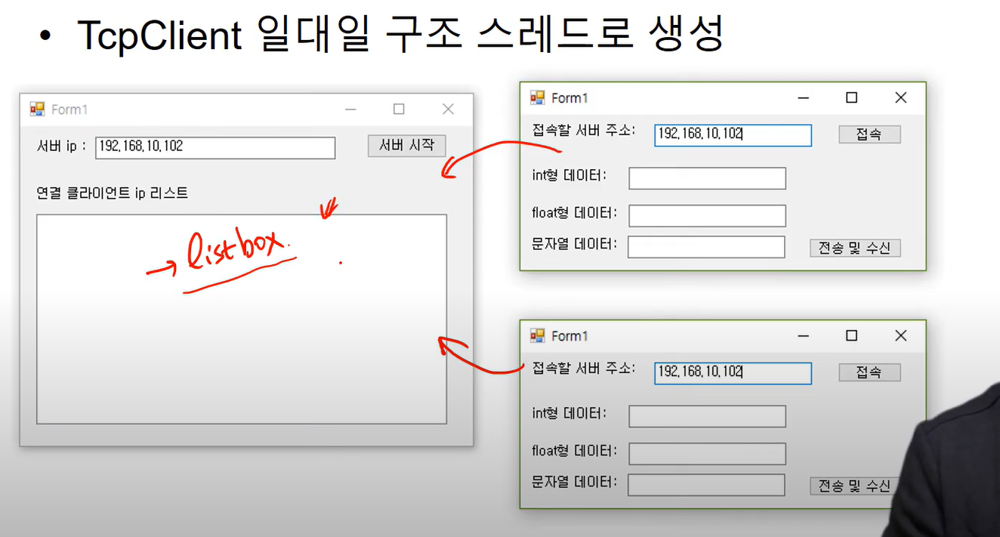 • TcpClient 일대일 구조 스레드로 생성
Form1
서버 ip : 192,168,10,102 서버 시작
연결 클라이언트 ip 리스트
→ listbox.
Form1
접속할 서버 주소: 192,168,10,102 접속
int형 데이터:
float형 데이터:
문자열 데이터: 전송 및 수신
Form1
접속할 서버 주소: 192,168,10,102 접속
int형 데이터:
float형 데이터:
문자열 데이터: 전송 및 수신